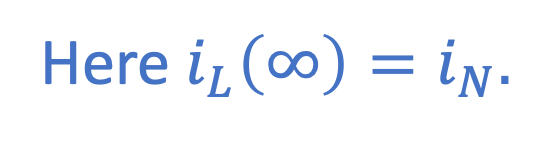 Here i_L(∞) = i_N.